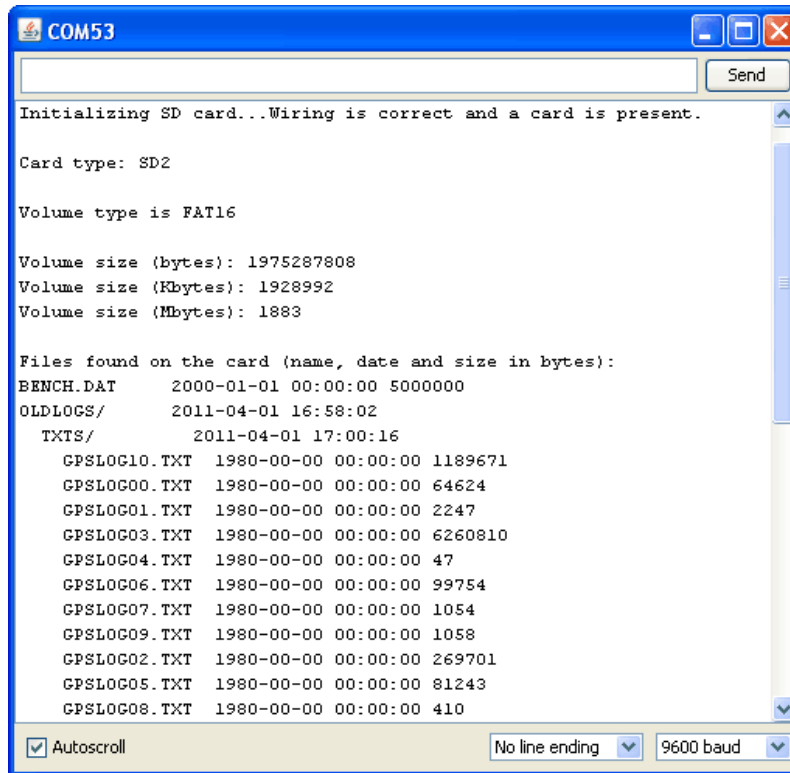 COM53
Send
Initializing SD card...Wiring is correct and a card is present.
Card type: SD2
Volume type is FAT16
Volume size (bytes): 1975287808
Volume size (Kbytes): 1928992
Volume size (Mbytes): 1883
Files found on the card (name, date and size in bytes):
BENCH.DAT 2000-01-01 00:00:00 5000000
OLDLOGS/ 2011-04-01 16:58:02
TXTS/ 2011-04-01 17:00:16
GPSLOG10.TXT 1980-00-00 00:00:00 1189671
GPSLOG00.TXT 1980-00-00 00:00:00 64624
GPSLOG01.TXT 1980-00-00 00:00:00 2247
GPSLOG03.TXT 1980-00-00 00:00:00 6260810
GPSLOG04.TXT 1980-00-00 00:00:00 47
GPSLOG06.TXT 1980-00-00 00:00:00 99754
GPSLOG07.TXT 1980-00-00 00:00:00 1054
GPSLOG09.TXT 1980-00-00 00:00:00 1058
GPSLOG02.TXT 1980-00-00 00:00:00 269701
GPSLOG05.TXT 1980-00-00 00:00:00 81243
GPSLOG08.TXT 1980-00-00 00:00:00 410
Autoscroll No line ending 9600 baud